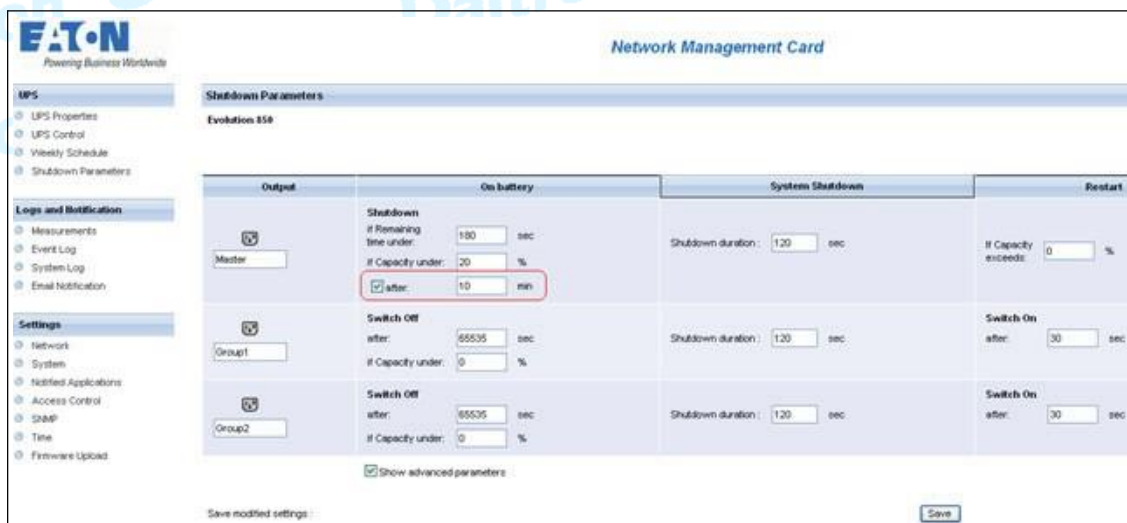 EATON
Powering Business Worldwide
Network Management Card
UPS
UPS Properties
UPS Control
Weekly Schedule
Shutdown Parameters
Logs and Notification
Measurements
Event Log
System Log
Email Notification
Settings
Network
System
Notified Applications
Access Control
SNMP
Time
Firmware Upload
Shutdown Parameters
Evolution 850
Output On battery System Shutdown Restart
Master
Shutdown
if Remaining
time under: 180 sec
if Capacity under: 20 %
after: 10 min
Shutdown duration : 120 sec
If Capacity
exceeds: 0 %
Group1
Switch Off
after: 65535 sec
if Capacity under: 0 %
Shutdown duration : 120 sec
Switch On
after: 30 sec
Group2
Switch Off
after: 65535 sec
if Capacity under: 0 %
Shutdown duration : 120 sec
Switch On
after: 30 sec
Show advanced parameters
Save modified settings :
Save